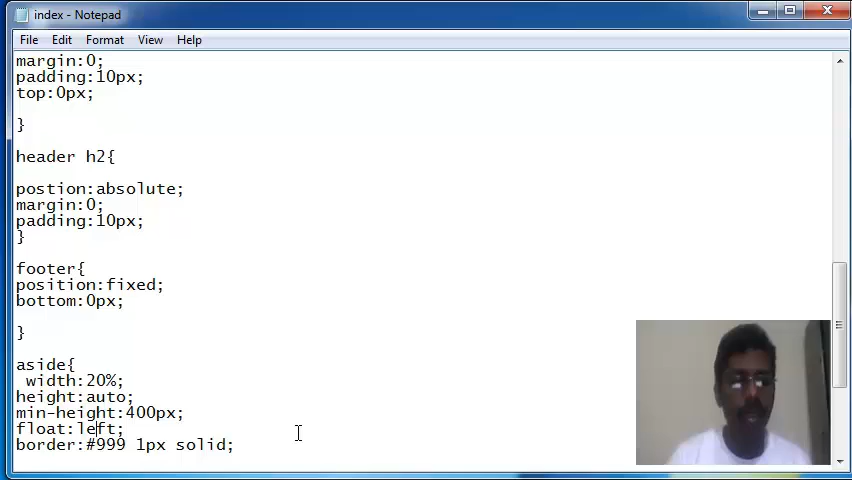 index - Notepad
File Edit Format View Help
margin:0;
padding:10px;
top:0px;
}
header h2{
postion:absolute;
margin:0;
padding:10px;
}
footer{
position:fixed;
bottom:0px;
}
aside{
width:20%;
height:auto;
min-height:400px;
float:left;
border:#999 1px solid;